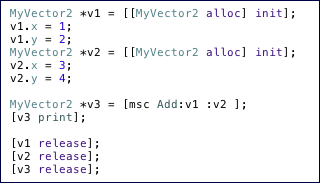 MyVector2 *v1 = [[MyVector2 alloc] init];
v1.x = 1;
v1.y = 2;
MyVector2 *v2 = [[MyVector2 alloc] init];
v2.x = 3;
v2.y = 4;
MyVector2 *v3 = [msc Add:v1 :v2 ];
[v3 print];
[v1 release];
[v2 release];
[v3 release];